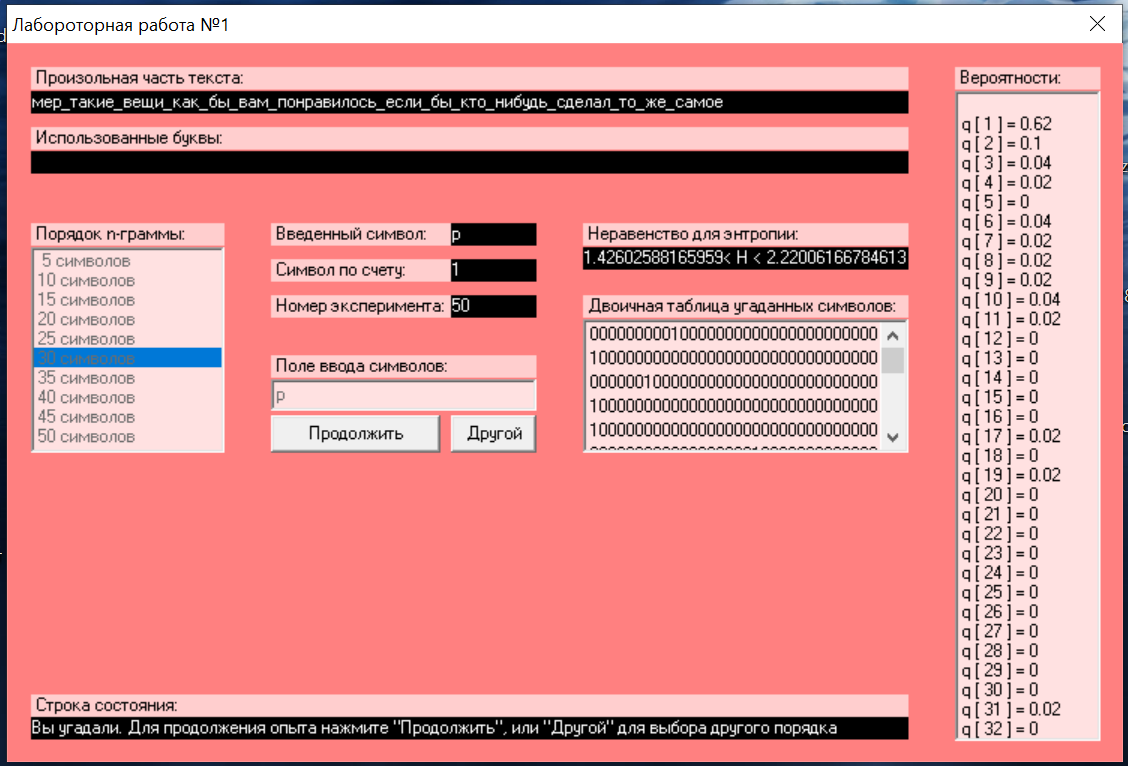 Лабороторная работа №1
Произольная часть текста:
мер_такие_вещи_как_бы_вам_понравилось_если_бы_кто_нибудь_сделал_то_же_самое
Использованные буквы:
Порядок n-граммы:
5 символов
10 символов
15 символов
20 символов
25 символов
30 символов
35 символов
40 символов
45 символов
50 символов
Введенный символ: р
Символ по счету: 1
Номер эксперимента: 50
Поле ввода символов:
р
Продолжить
Другой
Неравенство для энтропии:
1.42602588165959< H < 2.22006166784613
Двоичная таблица угаданных символов:
00000000010000000000000000000000
10000000000000000000000000000000
00000010000000000000000000000000
10000000000000000000000000000000
10000000000000000000000000000000
Вероятности:
q [ 1 ] = 0.62
q [ 2 ] = 0.1
q [ 3 ] = 0.04
q [ 4 ] = 0.02
q [ 5 ] = 0
q [ 6 ] = 0.04
q [ 7 ] = 0.02
q [ 8 ] = 0.02
q [ 9 ] = 0.02
q [ 10 ] = 0.04
q [ 11 ] = 0.02
q [ 12 ] = 0
q [ 13 ] = 0
q [ 14 ] = 0
q [ 15 ] = 0
q [ 16 ] = 0
q [ 17 ] = 0.02
q [ 18 ] = 0
q [ 19 ] = 0.02
q [ 20 ] = 0
q [ 21 ] = 0
q [ 22 ] = 0
q [ 23 ] = 0
q [ 24 ] = 0
q [ 25 ] = 0
q [ 26 ] = 0
q [ 27 ] = 0
q [ 28 ] = 0
q [ 29 ] = 0
q [ 30 ] = 0
q [ 31 ] = 0.02
q [ 32 ] = 0
Строка состояния:
Вы угадали. Для продолжения опыта нажмите "Продолжить", или "Другой" для выбора другого порядка